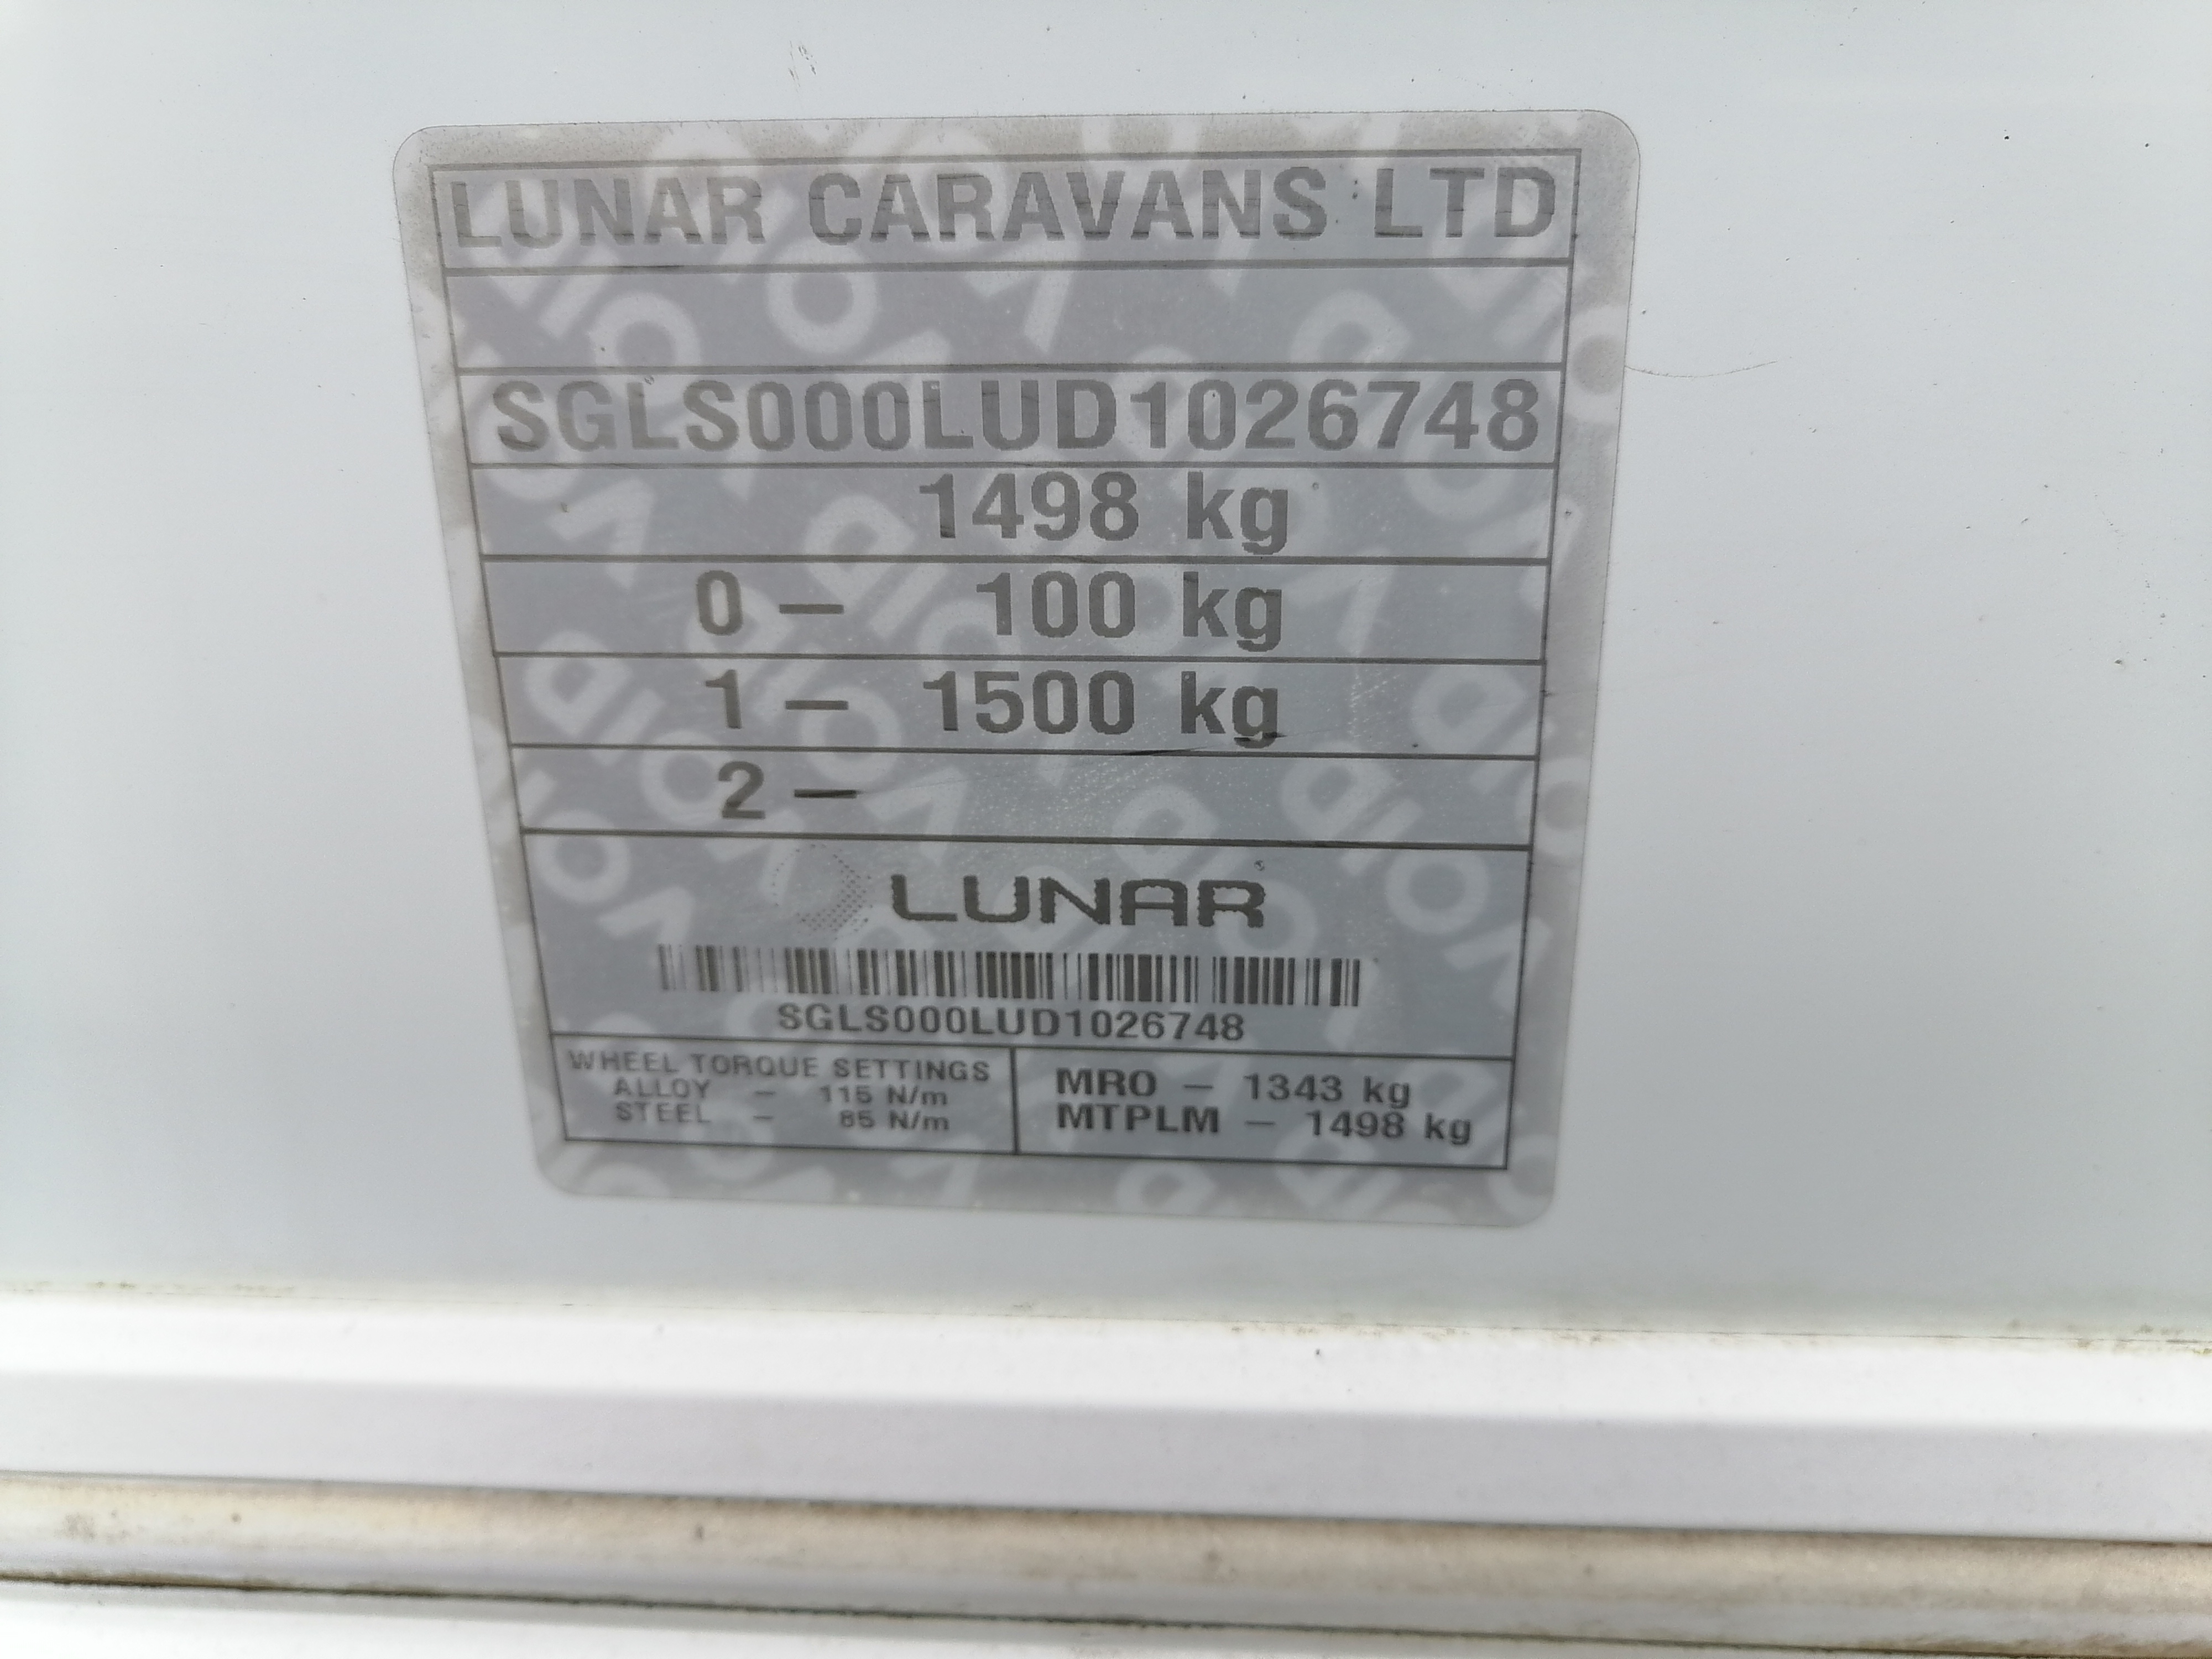 LUNAR CARAVANS LTD
SGLS000LUD1026748
1498 kg
0 – 100 kg
1 – 1500 kg
2 –
LUNAR
SGLS000LUD1026748
WHEEL TORQUE SETTINGS
ALLOY – 115 N/m
STEEL – 85 N/m
MRO – 1343 kg
MTPLM – 1498 kg